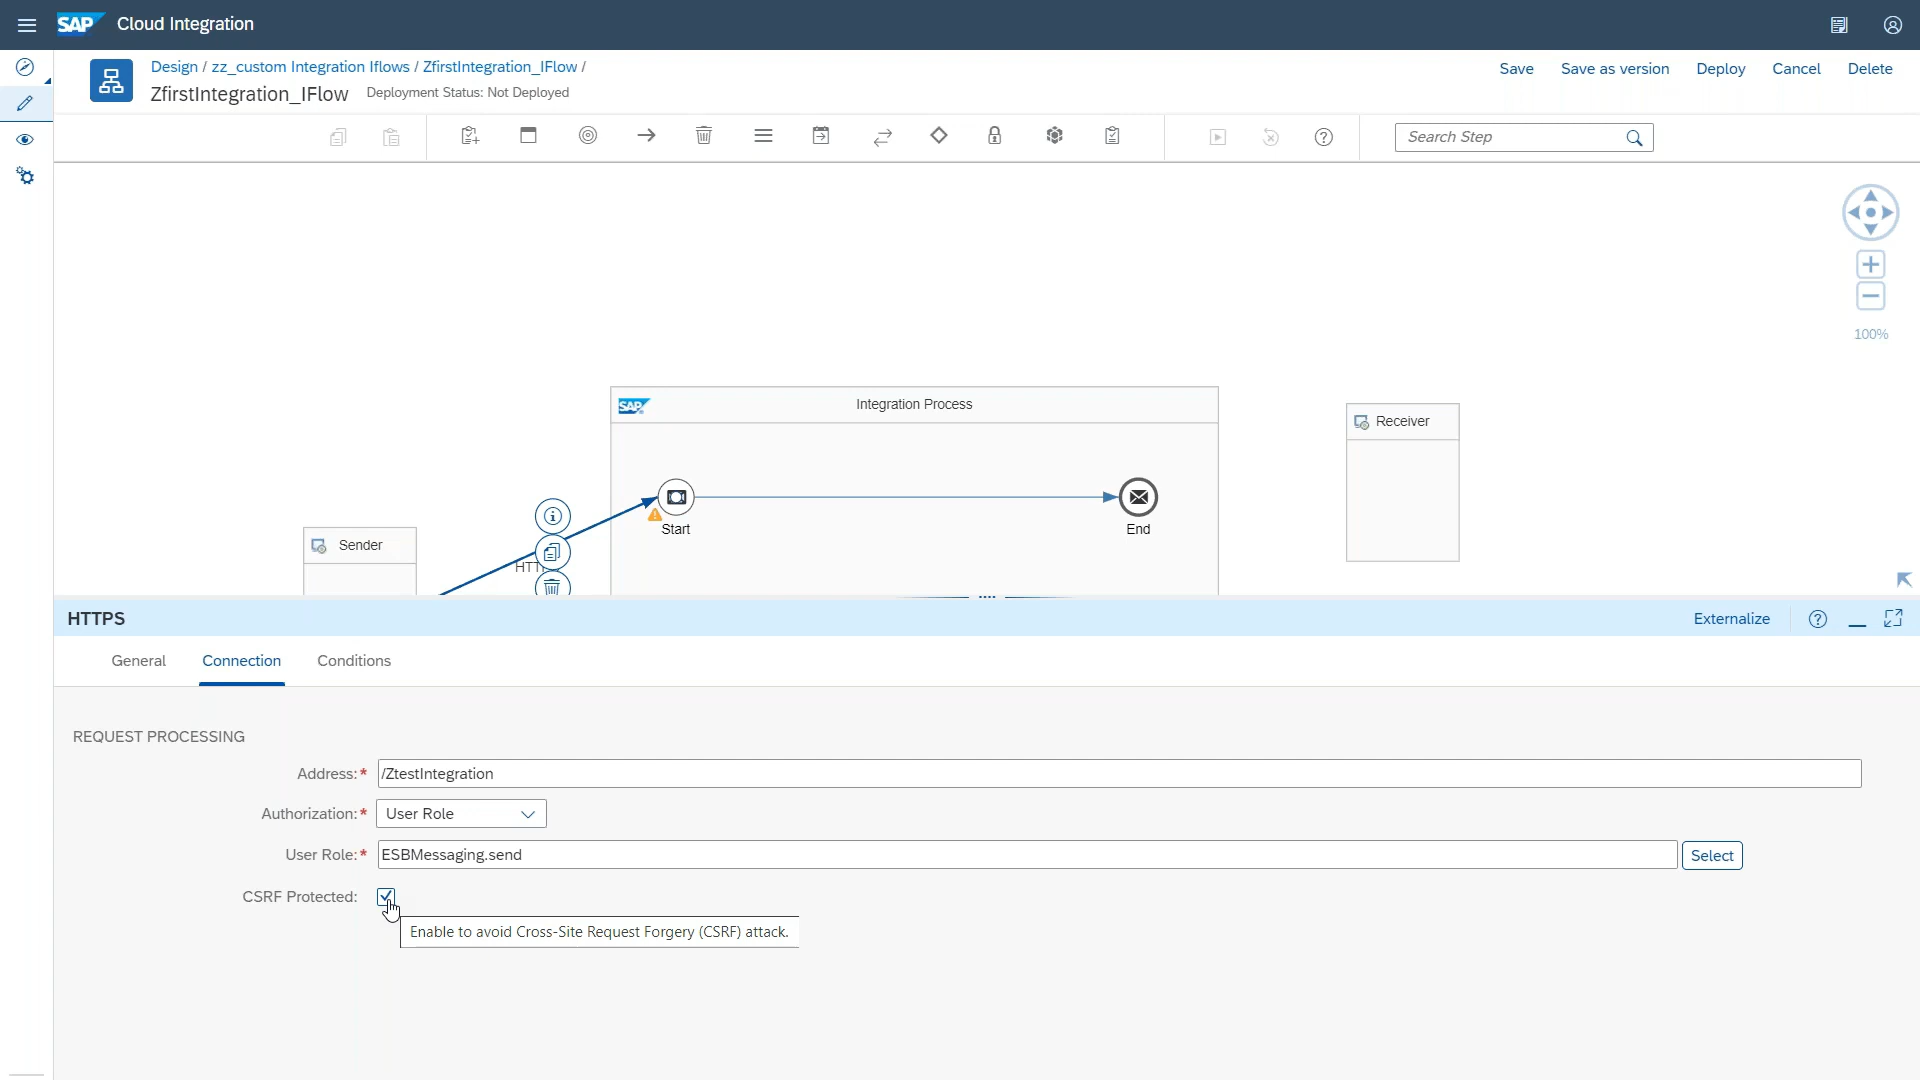 SAP Cloud Integration
Design / zz_custom Integration Iflows / ZfirstIntegration_IFlow /
ZfirstIntegration_IFlow Deployment Status: Not Deployed
Save Save as version Deploy Cancel Delete
Search Step
100%
SAP Integration Process
Receiver
Start
End
Sender
HTTPS
Externalize
General Connection Conditions
REQUEST PROCESSING
Address:* /ZtestIntegration
Authorization:* User Role
User Role:* ESBMessaging.send Select
CSRF Protected:
Enable to avoid Cross-Site Request Forgery (CSRF) attack.